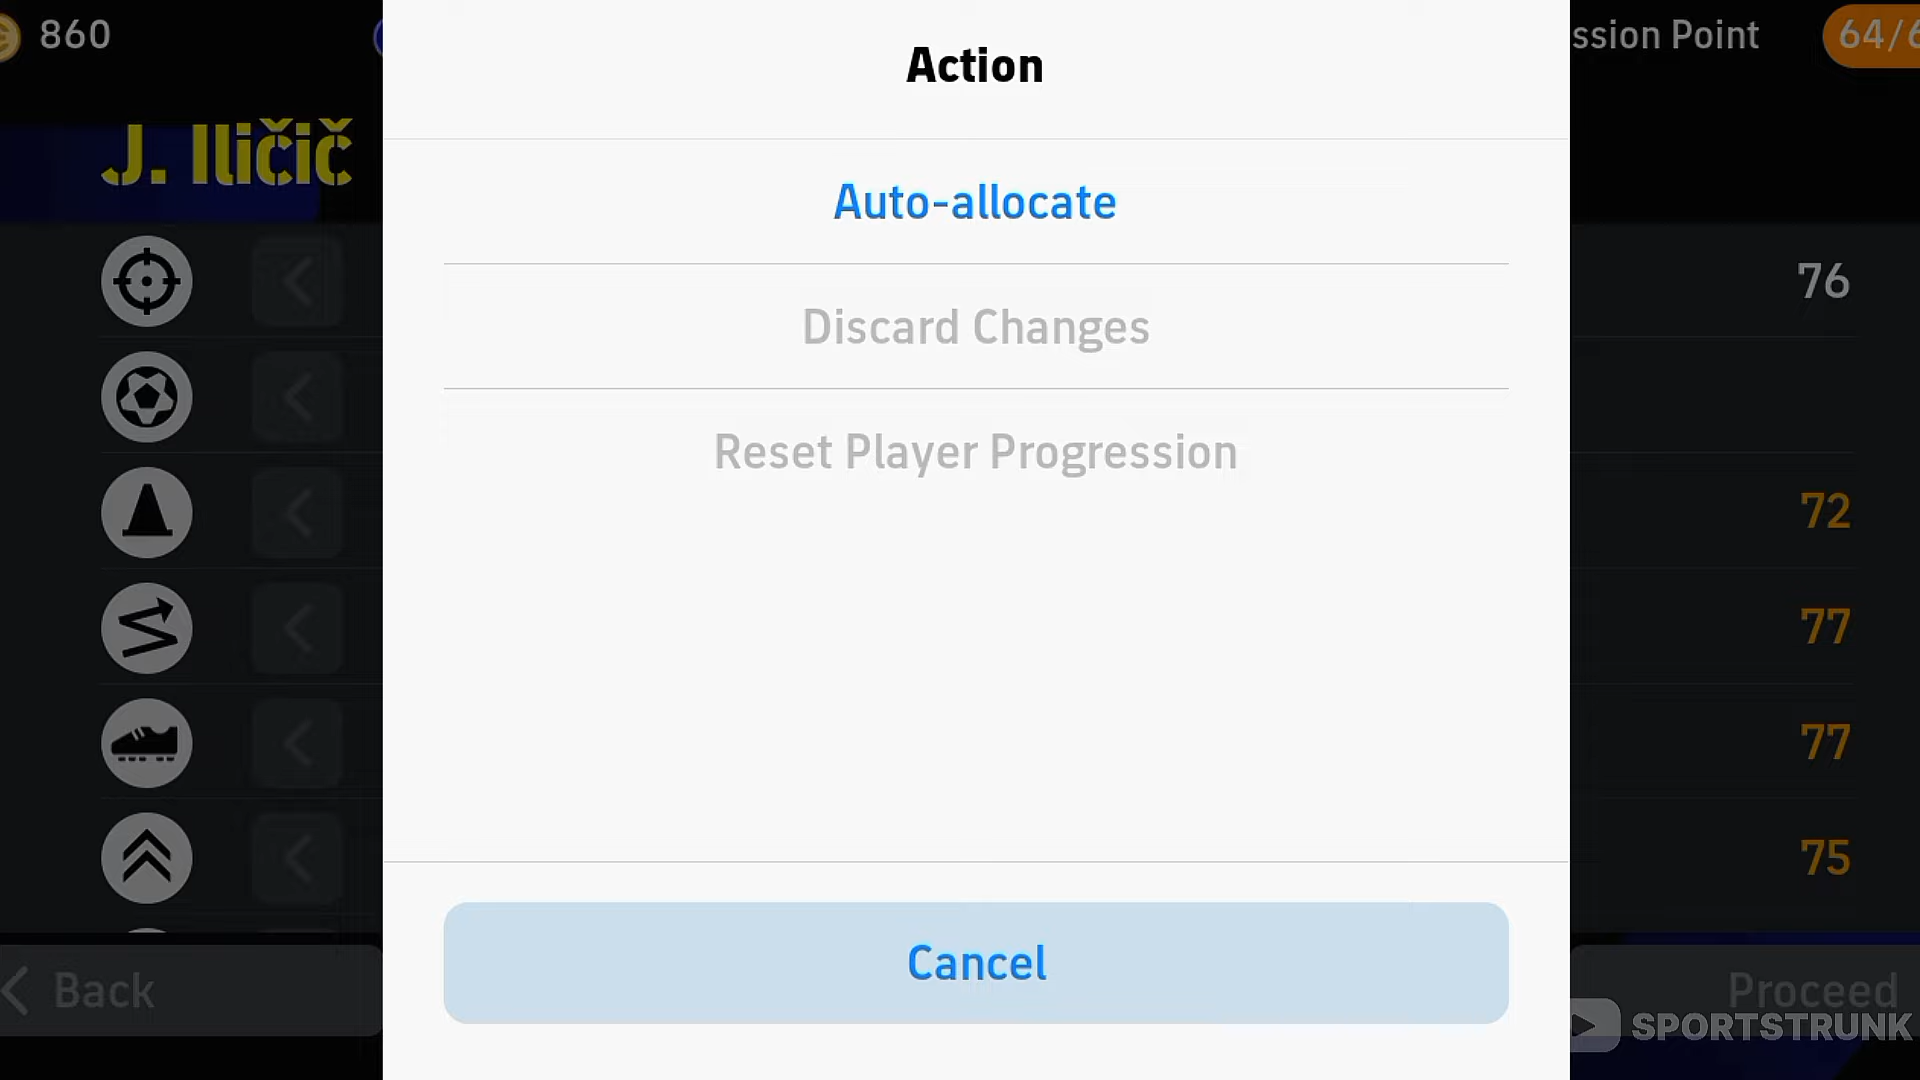 860
Action
ssion Point
64/6
J. Iličič
Auto-allocate
76
Discard Changes
Reset Player Progression
72
77
77
75
Cancel
Back
Proceed
SPORTSTRUNK